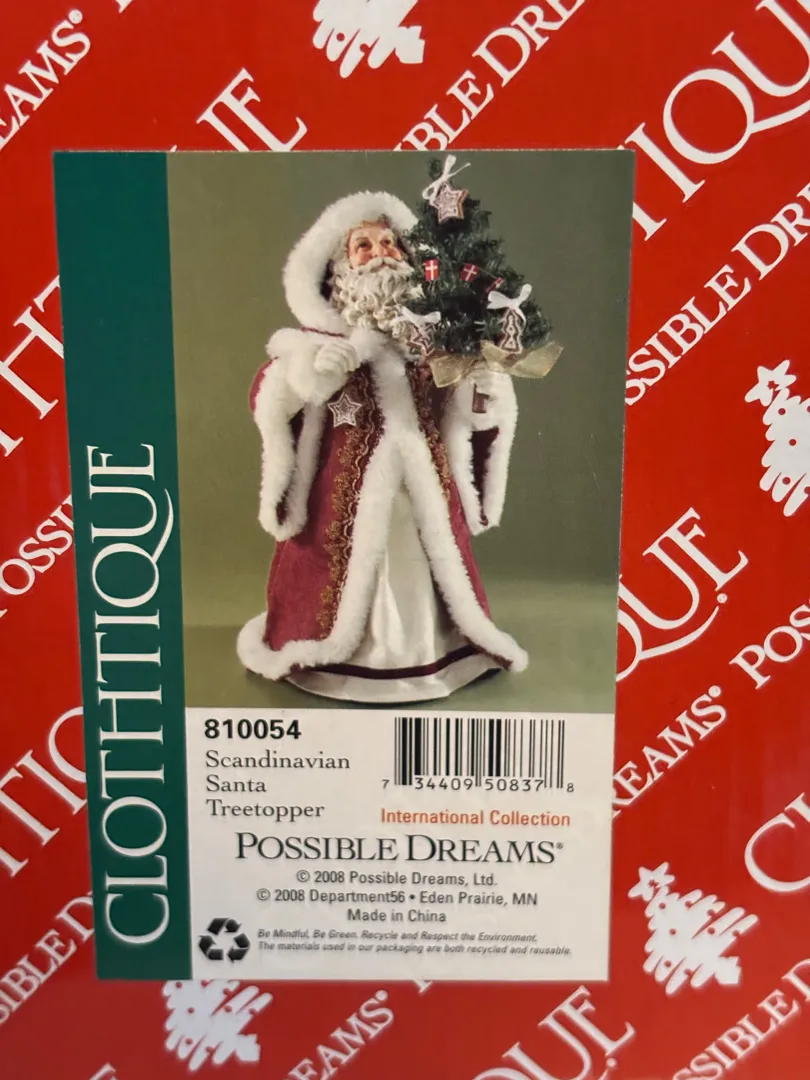 CLOTHTIQUE
810054
Scandinavian
Santa
Treetopper
7 34409 50837 8
International Collection
POSSIBLE DREAMS®
© 2008 Possible Dreams, Ltd.
© 2008 Department56 • Eden Prairie, MN
Made in China
Be Mindful, Be Green. Recycle and Respect the Environment.
The materials used in our packaging are both recycled and reusable.